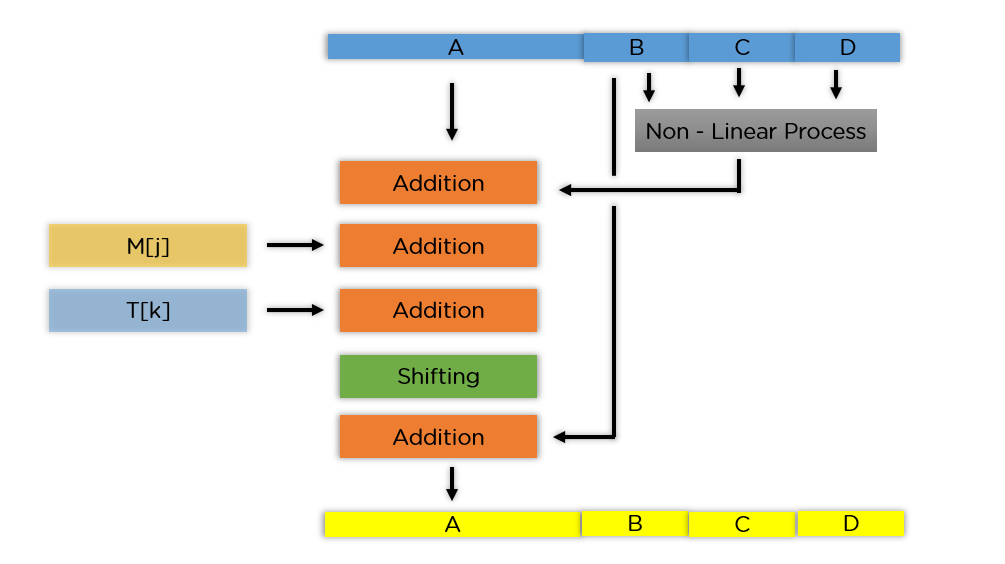 A B C D
Non - Linear Process
Addition
M[j] Addition
T[k] Addition
Shifting
Addition
A B C D